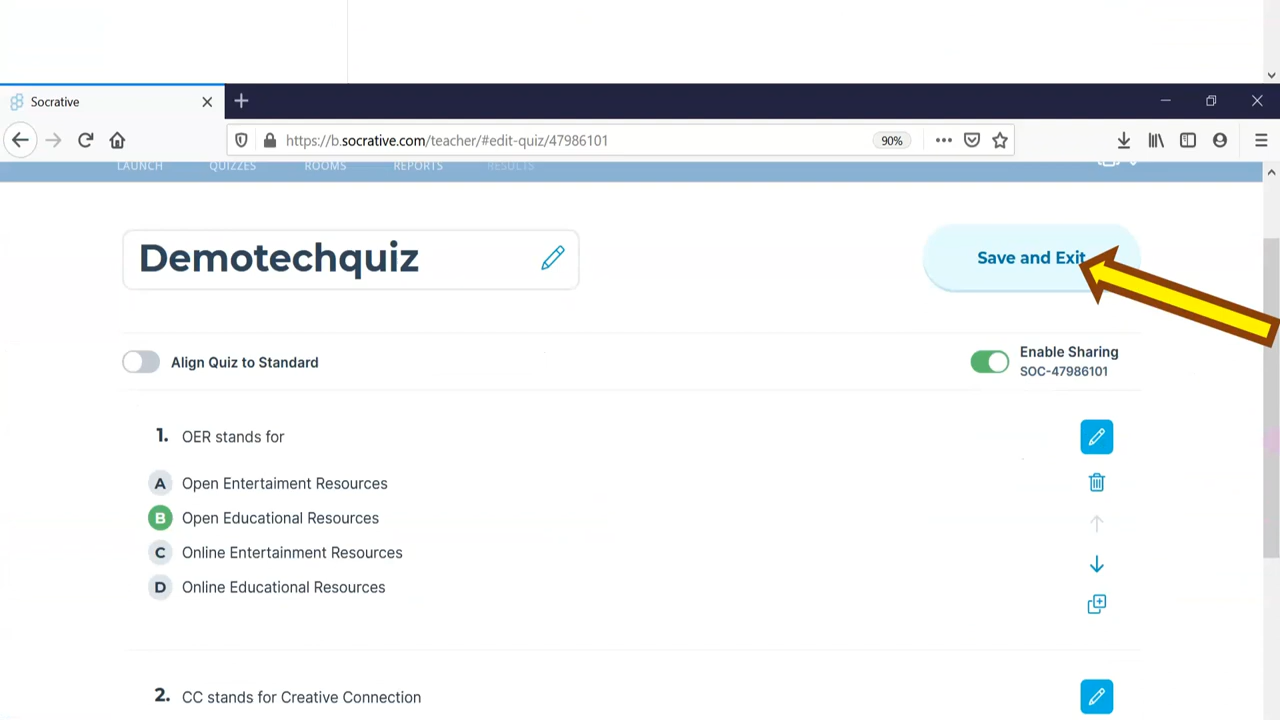 Socrative
https://b.socrative.com/teacher/#edit-quiz/47986101
90%
LAUNCH QUIZZES ROOMS REPORTS RESULTS
Demotechquiz
Save and Exit
Align Quiz to Standard
Enable Sharing
SOC-47986101
1. OER stands for
A Open Entertaiment Resources
B Open Educational Resources
C Online Entertainment Resources
D Online Educational Resources
2. CC stands for Creative Connection